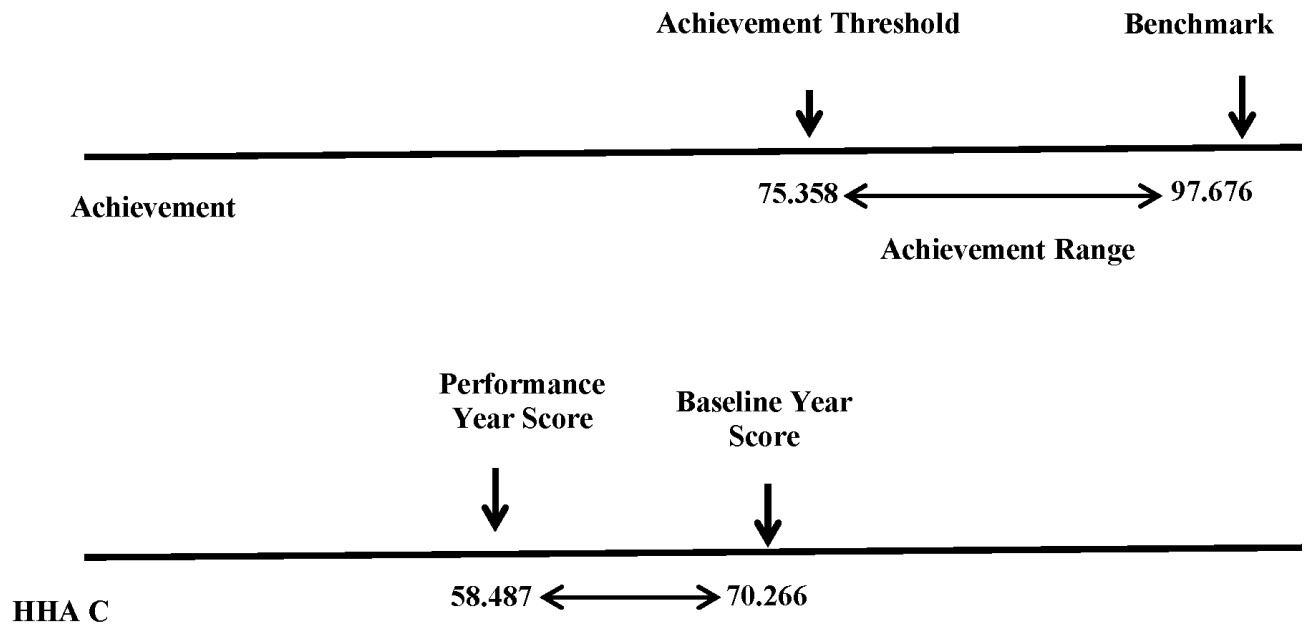 Achievement Threshold
Benchmark
75.358
97.676
Achievement
Achievement Range
Performance
Year Score
Baseline Year
Score
58.487
70.266
HHA C